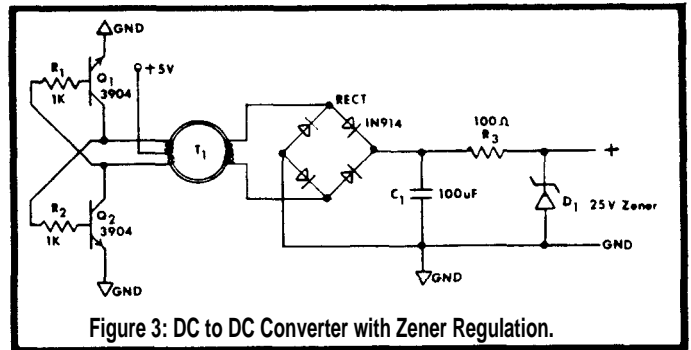 GND
+5V
R1
1K
Q1
3904
T1
RECT
IN914
100Ω
R3
+
C1
100uF
D1
25V Zener
R2
1K
Q2
3904
GND
GND
GND
Figure 3: DC to DC Converter with Zener Regulation.